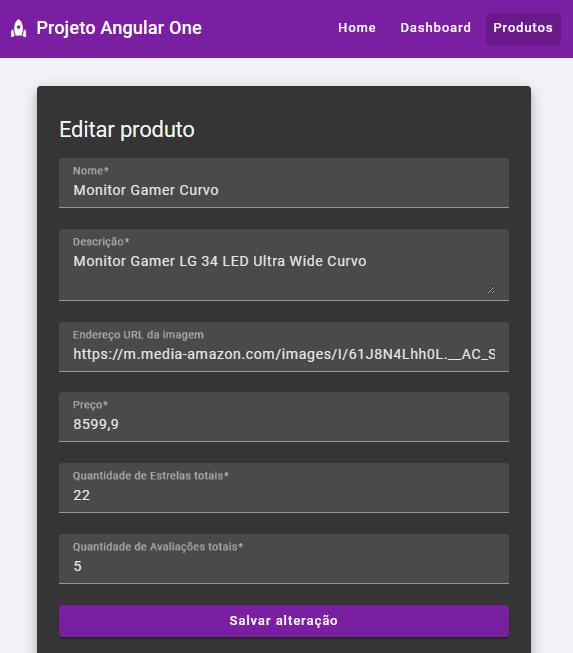 Projeto Angular One
Home Dashboard Produtos
Editar produto
Nome*
Monitor Gamer Curvo
Descrição*
Monitor Gamer LG 34 LED Ultra Wide Curvo
Endereço URL da imagem
https://m.media-amazon.com/images/I/61J8N4Lhh0L.__AC_S
Preço*
8599,9
Quantidade de Estrelas totais*
22
Quantidade de Avaliações totais*
5
Salvar alteração